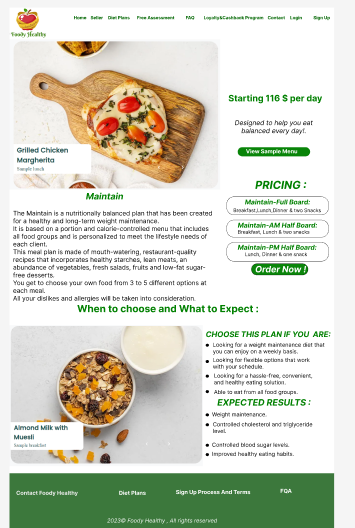 Home Seller Diet Plans Free Assessment FAQ Loyalty&Cashback Program Contact Login Sign Up
Foody Healthy
Starting 116 $ per day
Designed to help you eat
balanced every day!.
View Sample Menu
Grilled Chicken
Margherita
Sample lunch
Maintain
The Maintain is a nutritionally balanced plan that has been created
for a healthy and long-term weight maintenance.
It is based on a portion and calorie-controlled menu that includes
all food groups and is personalized to meet the lifestyle needs of
each client.
This meal plan is made of mouth-watering, restaurant-quality
recipes that incorporates healthy starches, lean meats, an
abundance of vegetables, fresh salads, fruits and low-fat sugar-
free desserts.
You get to choose your own food from 3 to 5 different options at
each meal.
All your dislikes and allergies will be taken into consideration.
PRICING :
Maintain-Full Board:
Breakfast,Lunch,Dinner & two Snacks
Maintain-AM Half Board:
Breakfast, Lunch & two snacks
Maintain-PM Half Board:
Lunch, Dinner & one snack
Order Now !
When to choose and What to Expect :
Almond Milk with
Muesli
Sample breakfast
CHOOSE THIS PLAN IF YOU ARE:
Looking for a weight maintenance diet that
you can enjoy on a weekly basis.
Looking for flexible options that work
with your schedule.
Looking for a hassle-free, convenient,
and healthy eating solution.
Able to eat from all food groups.
EXPECTED RESULTS :
Weight maintenance.
Controlled cholesterol and triglyceride
level.
Controlled blood sugar levels.
Improved healthy eating habits.
Contact Foody Healthy Diet Plans Sign Up Process And Terms FQA
2023© Foody Healthy , All rights reserved